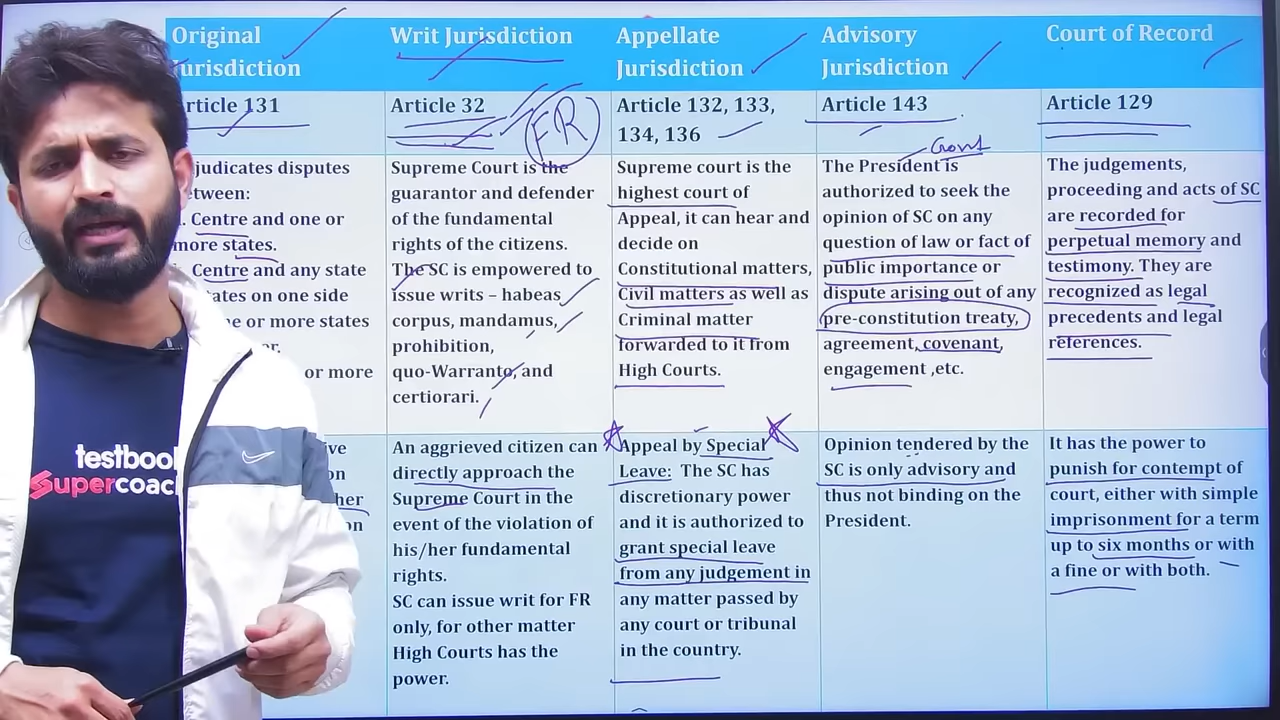 Original
Jurisdiction
Writ Jurisdiction
Appellate
Jurisdiction
Advisory
Jurisdiction
Court of Record
rticle 131
Article 32
FR
Article 132, 133,
134, 136
Article 143
Article 129
judicates disputes
tween:
Centre and one or
more states.
Centre and any state
tates on one side
ne or more states
or.
or more
Supreme Court is the
guarantor and defender
of the fundamental
rights of the citizens.
The SC is empowered to
issue writs – habeas
corpus, mandamus,
prohibition,
quo-Warranto, and
certiorari.
Supreme court is the
highest court of
Appeal, it can hear and
decide on
Constitutional matters,
Civil matters as well as
Criminal matter
forwarded to it from
High Courts.
Govt
The President is
authorized to seek the
opinion of SC on any
question of law or fact of
public importance or
dispute arising out of any
pre-constitution treaty,
agreement, covenant,
engagement ,etc.
The judgements,
proceeding and acts of SC
are recorded for
perpetual memory and
testimony. They are
recognized as legal
precedents and legal
references.
ive
on
her
on
An aggrieved citizen can
directly approach the
Supreme Court in the
event of the violation of
his/her fundamental
rights.
SC can issue writ for FR
only, for other matter
High Courts has the
power.
Appeal by Special
Leave: The SC has
discretionary power
and it is authorized to
grant special leave
from any judgement in
any matter passed by
any court or tribunal
in the country.
Opinion tendered by the
SC is only advisory and
thus not binding on the
President.
It has the power to
punish for contempt of
court, either with simple
imprisonment for a term
up to six months or with
a fine or with both.
testbook
Supercoac